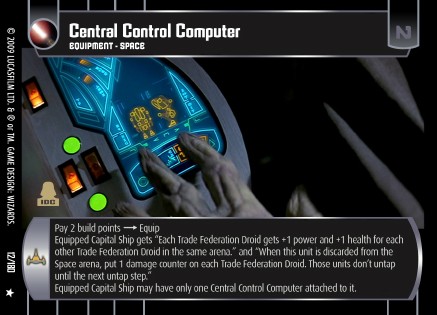 Central Control Computer
EQUIPMENT - SPACE
N
© 2009 LUCASFILM LTD. & ® or TM. GAME DESIGN: WIZARDS.
12/180
IDC
Pay 2 build points → Equip
Equipped Capital Ship gets "Each Trade Federation Droid gets +1 power and +1 health for each
other Trade Federation Droid in the same arena." and "When this unit is discarded from the
Space arena, put 1 damage counter on each Trade Federation Droid. Those units don't untap
until the next untap step."
Equipped Capital Ship may have only one Central Control Computer attached to it.